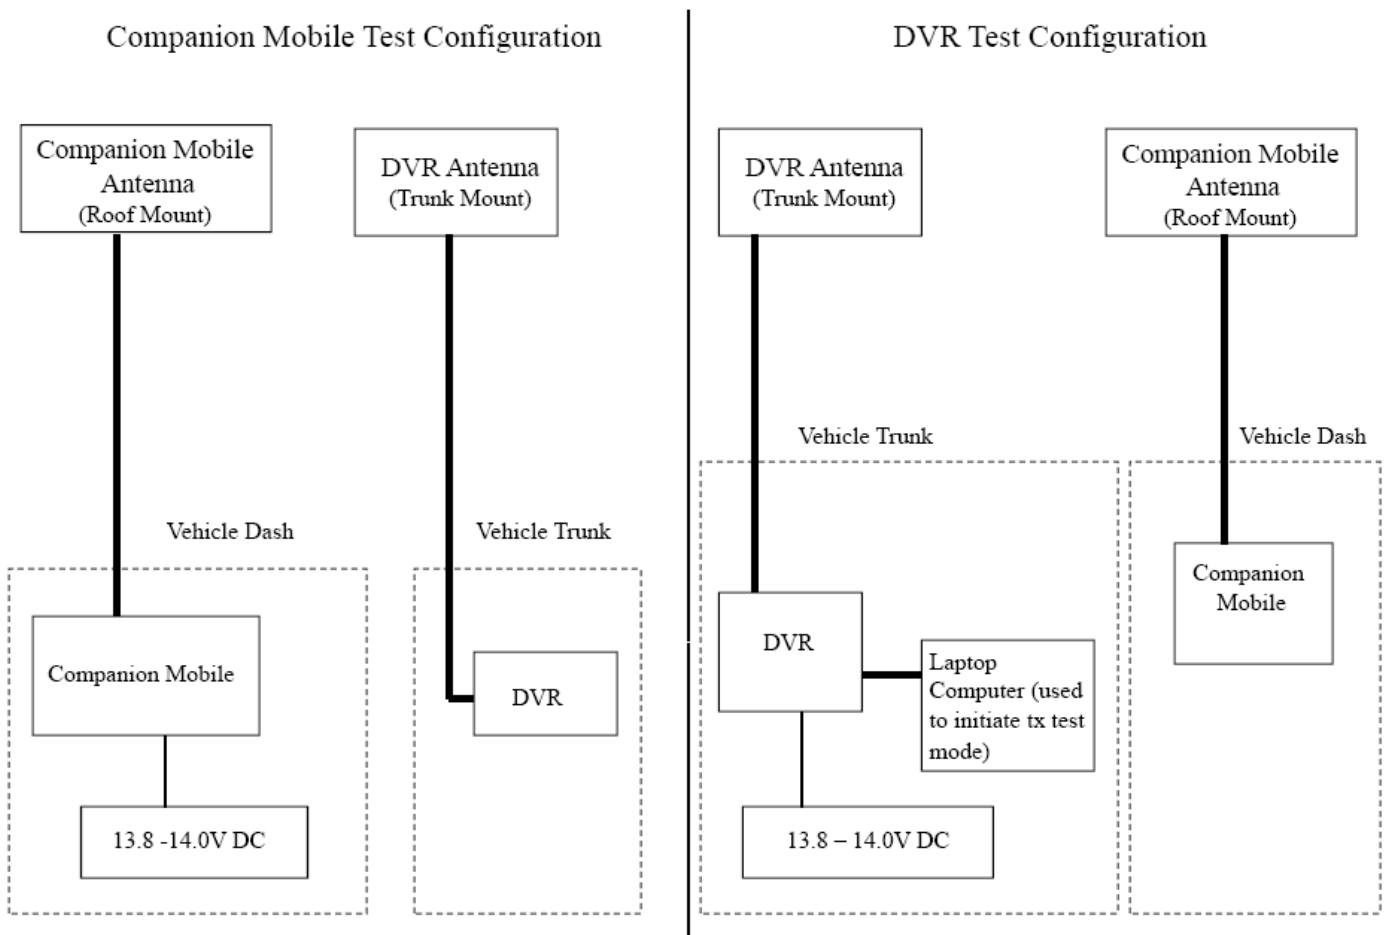 Companion Mobile Test Configuration
Companion Mobile
Antenna
(Roof Mount)
DVR Antenna
(Trunk Mount)
Vehicle Dash
Vehicle Trunk
Companion Mobile
DVR
13.8 -14.0V DC
DVR Test Configuration
DVR Antenna
(Trunk Mount)
Companion Mobile
Antenna
(Roof Mount)
Vehicle Trunk
Vehicle Dash
DVR
Laptop
Computer (used
to initiate tx test
mode)
Companion
Mobile
13.8 – 14.0V DC